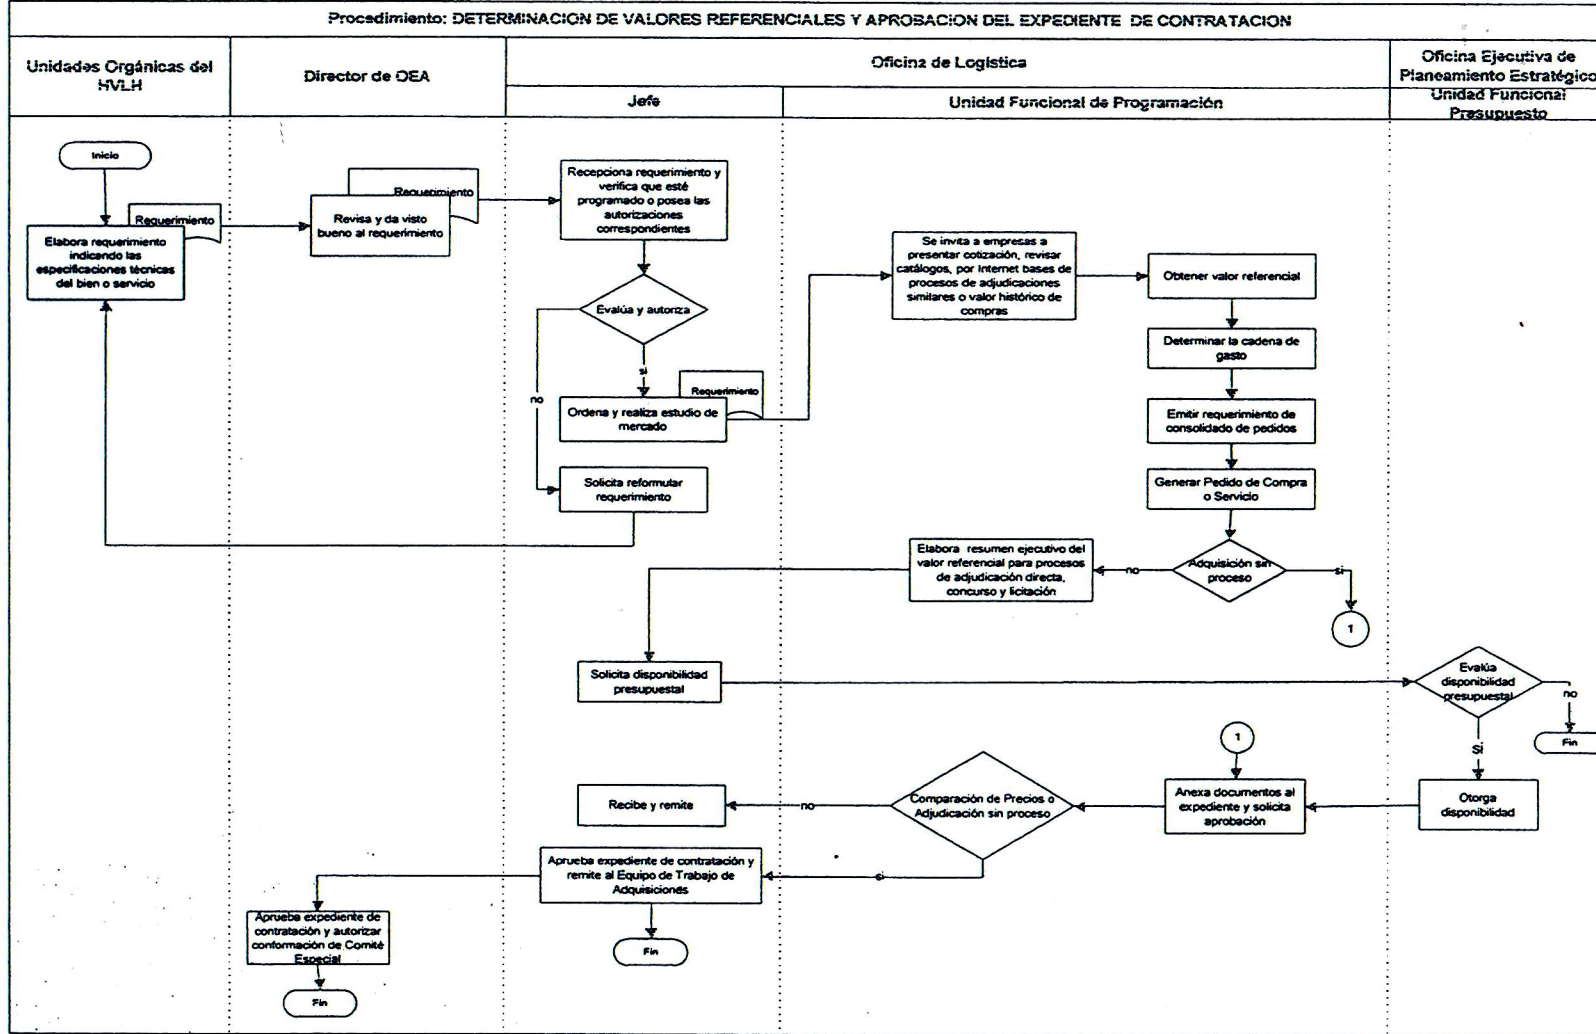 Procedimiento: DETERMINACION DE VALORES REFERENCIALES Y APROBACION DEL EXPEDIENTE DE CONTRATACION
Unidades Orgánicas del
HVLH
Director de OEA
Oficina de Logística
Oficina Ejecutiva de
Planeamiento Estratégico
Jefe
Unidad Funcional de Programación
Unidad Funcional
Presupuesto
Inicio
Requerimiento
Elabora requerimiento
indicando las
especificaciones técnicas
del bien o servicio
Requerimiento
Revisa y da visto
bueno al requerimiento
Recepciona requerimiento y
verifica que esté
programado o posea las
autorizaciones
correspondientes
Evalúa y autoriza
si
no
Requerimiento
Ordena y realiza estudio de
mercado
Solicita reformular
requerimiento
Se invita a empresas a
presentar cotización, revisar
catálogos, por Internet bases de
procesos de adjudicaciones
similares o valor histórico de
compras
Obtener valor referencial
Determinar la cadena de
gasto
Emitir requerimiento de
consolidado de pedidos
Generar Pedido de Compra
o Servicio
Adquisición sin
proceso
no
si
1
Elabora resumen ejecutivo del
valor referencial para procesos
de adjudicación directa,
concurso y licitación
Solicita disponibilidad
presupuestal
Evalúa
disponibilidad
presupuestal
no
Fin
Si
Otorga
disponibilidad
1
Anexa documentos al
expediente y solicita
aprobación
Comparación de Precios o
Adjudicación sin proceso
no
Recibe y remite
si
Aprueba expediente de contratación y
remite al Equipo de Trabajo de
Adquisiciones
Fin
Aprueba expediente de
contratación y autorizar
conformación de Comité
Especial
Fin